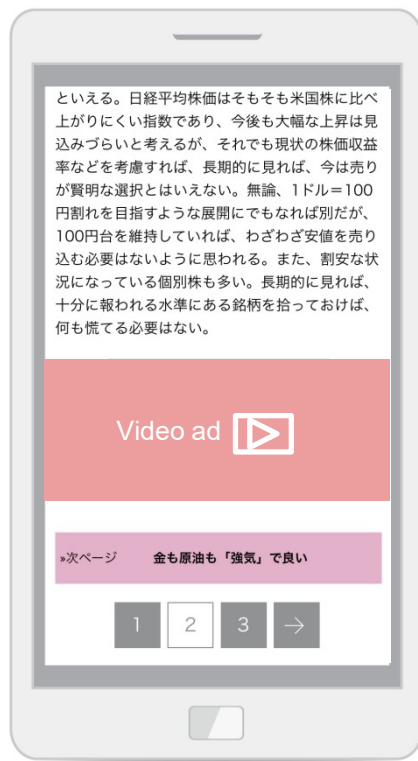 といえる。日経平均株価はそもそも米国株に比べ
上がりにくい指数であり、今後も大幅な上昇は見
込みづらいと考えるが、それでも現状の株価収益
率などを考慮すれば、長期的に見れば、今は売り
が賢明な選択とはいえない。無論、1ドル＝100
円割れを目指すような展開にでもなれば別だが、
100円台を維持していれば、わざわざ安値を売り
込む必要はないように思われる。また、割安な状
況になっている個別株も多い。長期的に見れば、
十分に報われる水準にある銘柄を拾っておけば、
何も慌てる必要はない。
Video ad
»次ページ 金も原油も「強気」で良い
1 2 3 →